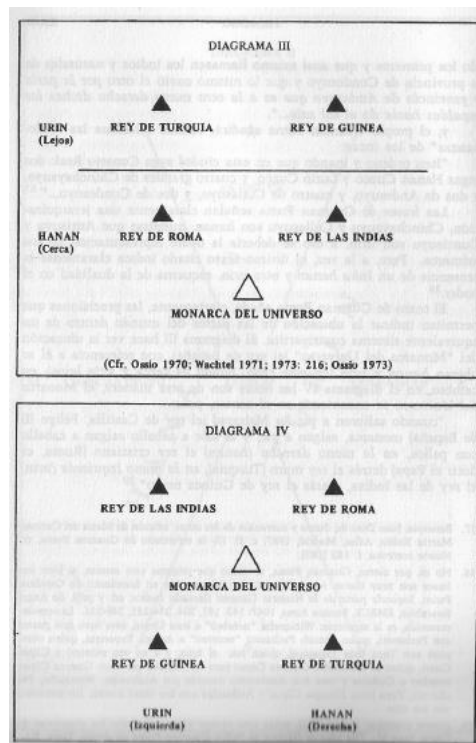 DIAGRAMA III
REY DE TURQUIA REY DE GUINEA
URIN
(Lejos)
HANAN
(Cerca)
REY DE ROMA REY DE LAS INDIAS
MONARCA DEL UNIVERSO
(Cfr. Ossio 1970; Wachtel 1971; 1973: 216; Ossio 1973)
DIAGRAMA IV
REY DE LAS INDIAS REY DE ROMA
MONARCA DEL UNIVERSO
REY DE GUINEA REY DE TURQUIA
URIN HANAN
(Izquierda) (Derecha)